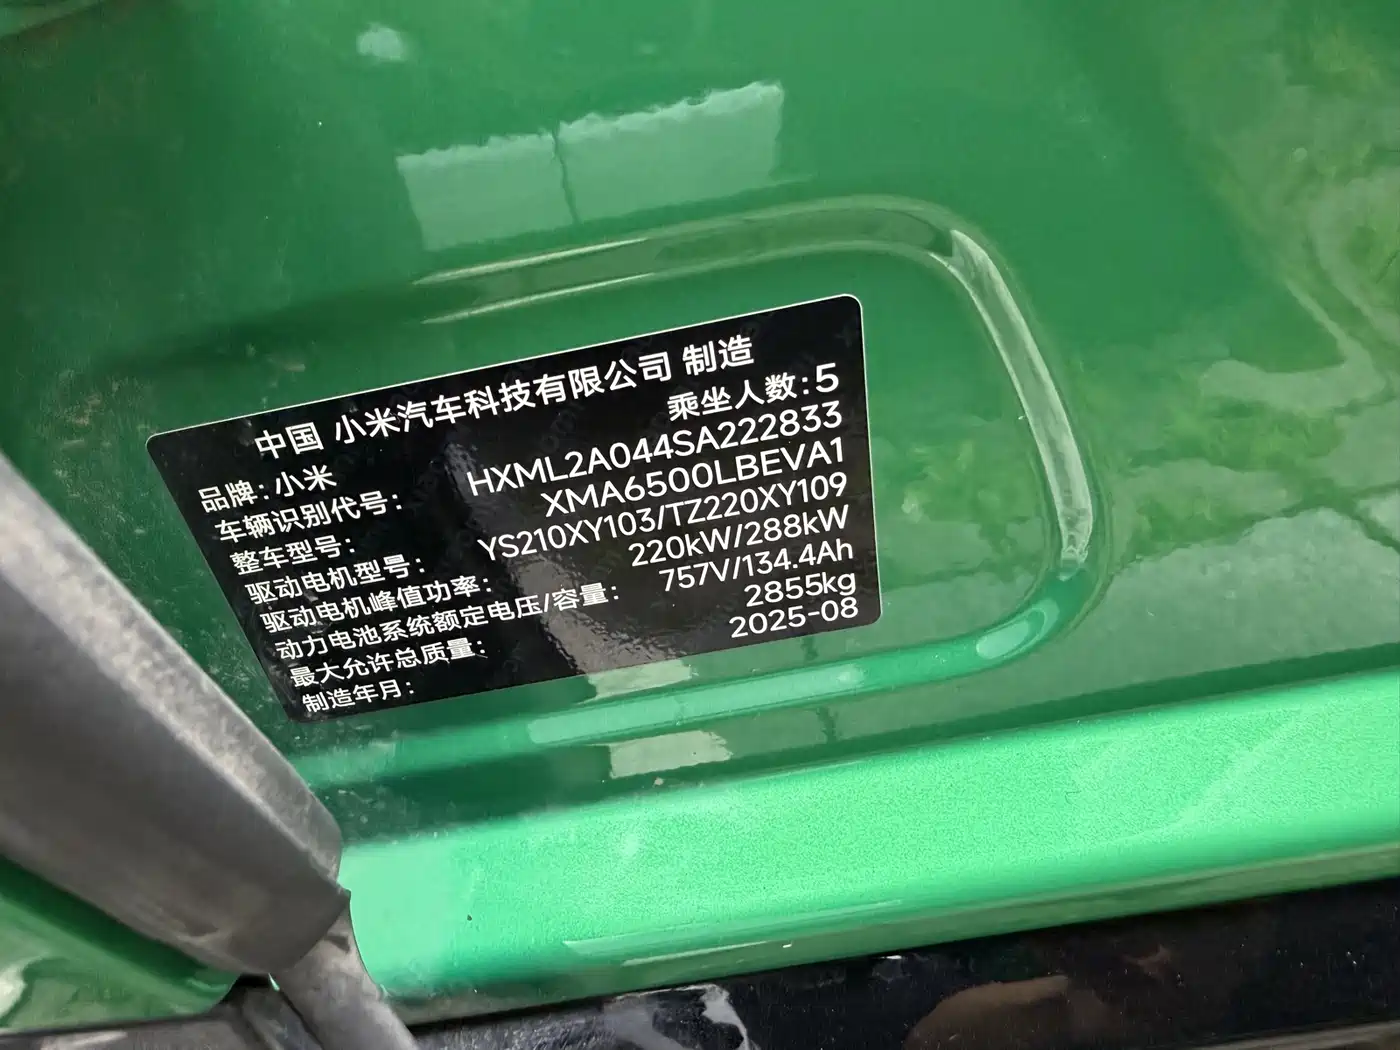 中国 小米汽车科技有限公司 制造
品牌：小米 乘坐人数：5
车辆识别代号： HXML2A044SA222833
整车型号： XMA6500LBEVA1
驱动电机型号： YS210XY103/TZ220XY109
驱动电机峰值功率： 220kW/288kW
动力电池系统额定电压/容量： 757V/134.4Ah
最大允许总质量： 2855kg
制造年月： 2025-08